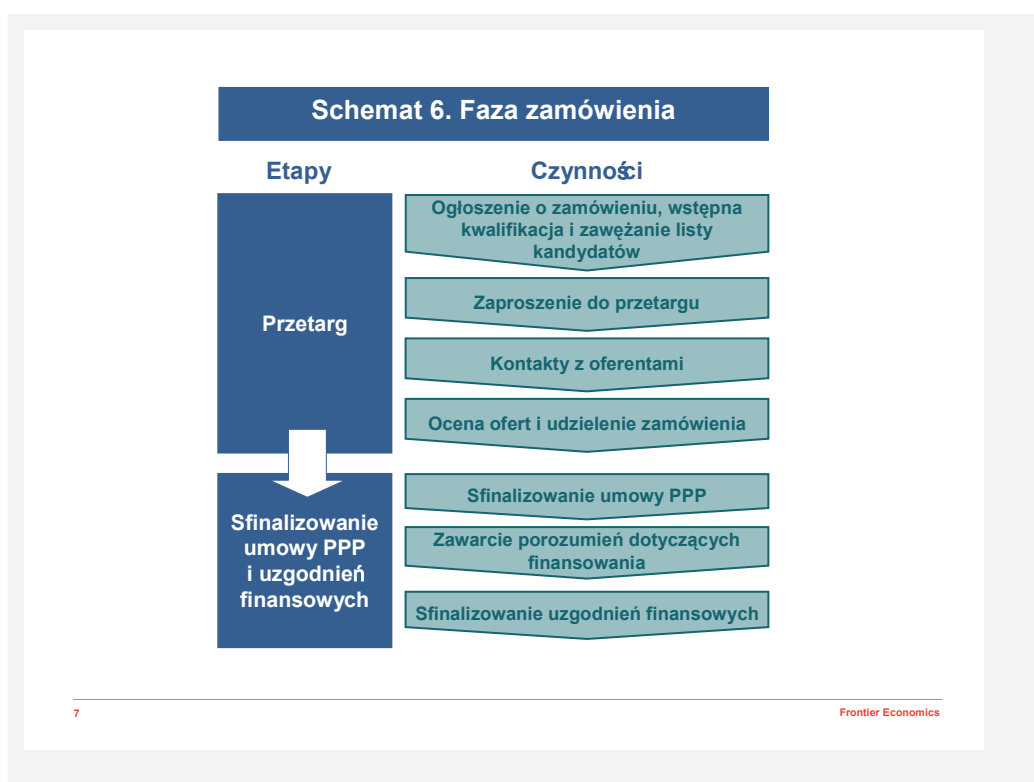 Schemat 6. Faza zamówienia
Etapy
Czynności
Przetarg
Ogłoszenie o zamówieniu, wstępna
kwalifikacja i zawężanie listy
kandydatów
Zaproszenie do przetargu
Kontakty z oferentami
Ocena ofert i udzielenie zamówienia
Sfinalizowanie
umowy PPP
i uzgodnień
finansowych
Sfinalizowanie umowy PPP
Zawarcie porozumień dotyczących
finansowania
Sfinalizowanie uzgodnień finansowych
7
Frontier Economics